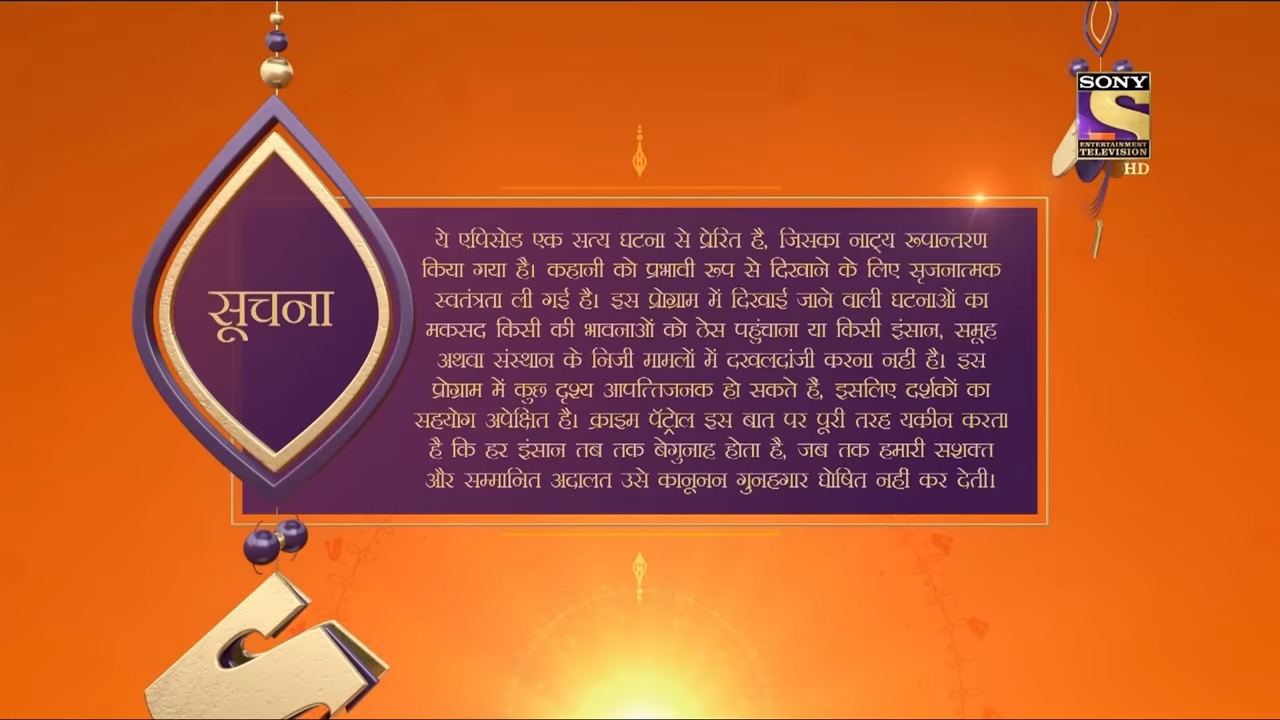 सूचना
ये एपिसोड एक सत्य घटना से प्रेरित है, जिसका नाट्य रूपान्तरण
किया गया है। कहानी को प्रभावी रूप से दिखाने के लिए सृजनात्मक
स्वतंत्रता ली गई है। इस प्रोग्राम में दिखाई जाने वाली घटनाओं का
मकसद किसी की भावनाओं को ठेस पहुंचाना या किसी इंसान, समूह
अथवा संस्थान के निजी मामलों में दखलदांजी करना नहीं है। इस
प्रोग्राम में कुछ दृश्य आपत्तिजनक हो सकते हैं, इसलिए दर्शकों का
सहयोग अपेक्षित है। क्राइम पॅट्रोल इस बात पर पूरी तरह यकीन करता
है कि हर इंसान तब तक बेगुनाह होता है, जब तक हमारी सशक्त
और सम्मानित अदालत उसे कानूनन गुनहगार घोषित नहीं कर देती।
SONY
ENTERTAINMENT
TELEVISION
HD